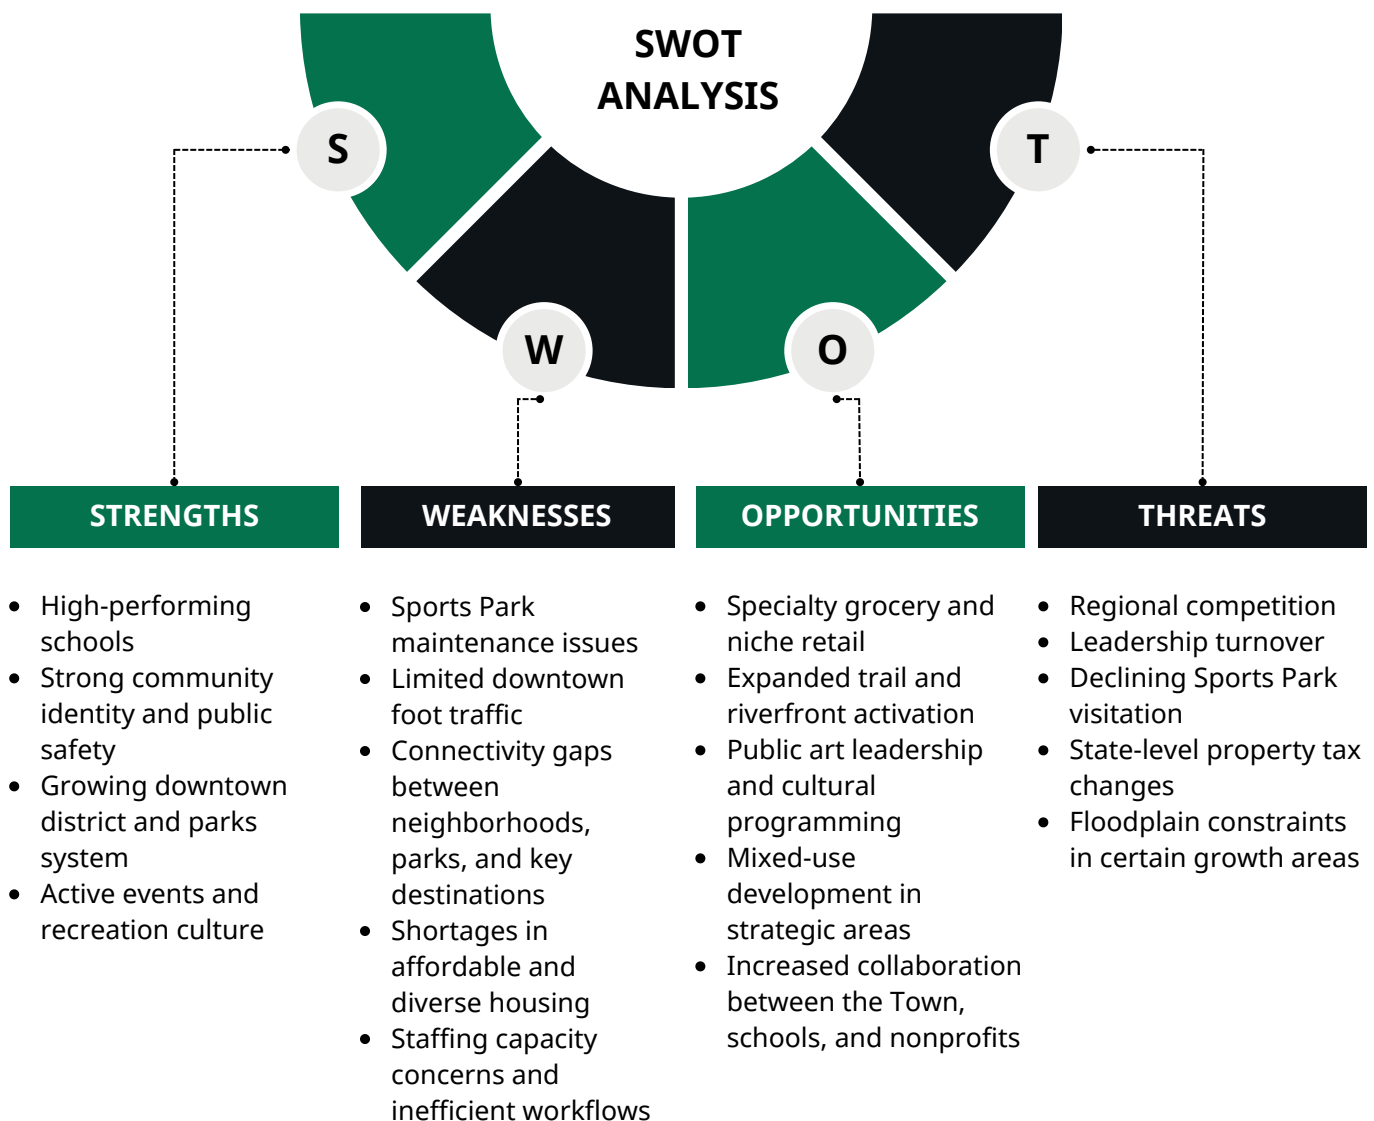 SWOT
ANALYSIS
S
T
W
O
STRENGTHS
High-performing
schools
Strong community
identity and public
safety
Growing downtown
district and parks
system
Active events and
recreation culture
WEAKNESSES
Sports Park
maintenance issues
Limited downtown
foot traffic
Connectivity gaps
between
neighborhoods,
parks, and key
destinations
Shortages in
affordable and
diverse housing
Staffing capacity
concerns and
inefficient workflows
OPPORTUNITIES
Specialty grocery and
niche retail
Expanded trail and
riverfront activation
Public art leadership
and cultural
programming
Mixed-use
development in
strategic areas
Increased collaboration
between the Town,
schools, and nonprofits
THREATS
Regional competition
Leadership turnover
Declining Sports Park
visitation
State-level property tax
changes
Floodplain constraints
in certain growth areas